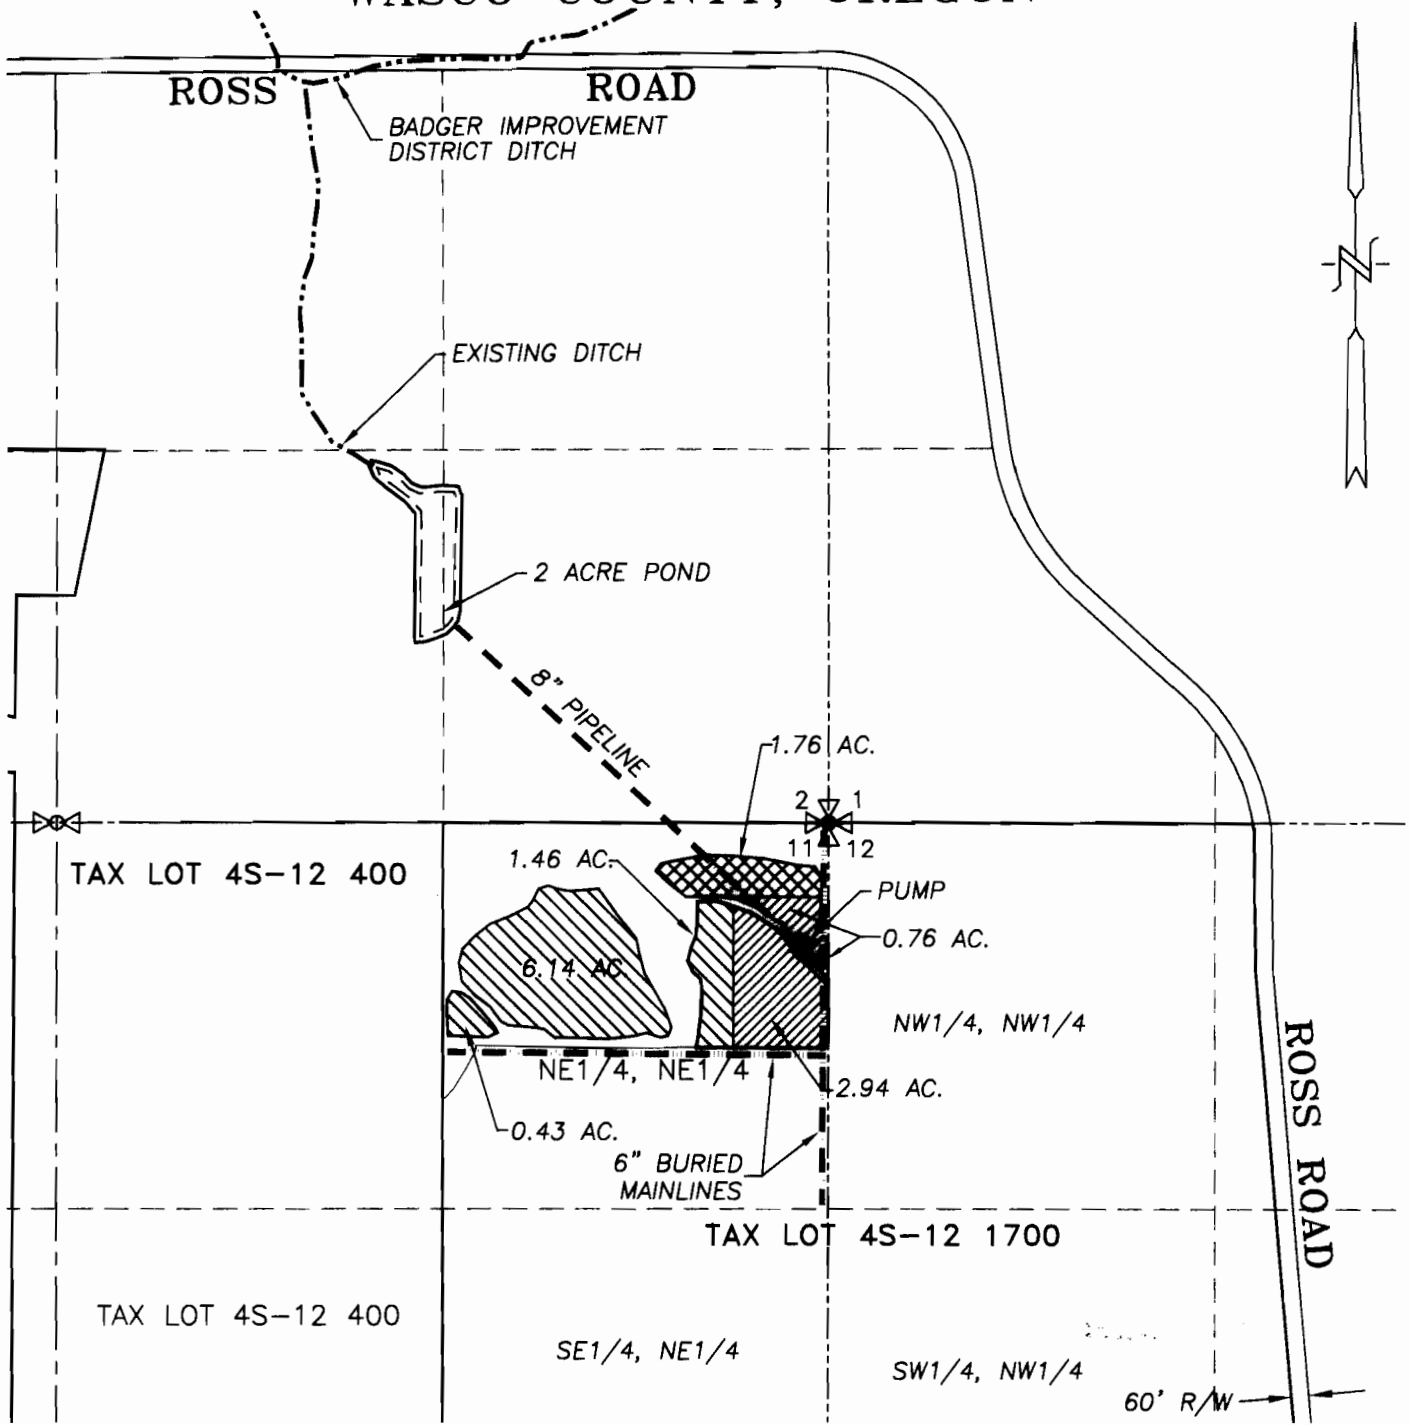 WASCO COUNTY, OREGON
ROSS ROAD
BADGER IMPROVEMENT
DISTRICT DITCH
N
EXISTING DITCH
2 ACRE POND
8" PIPELINE
1.76 AC.
2 1
11 12
TAX LOT 4S-12 400
1.46 AC.
PUMP
0.76 AC.
6.14 AC.
NW1/4, NW1/4
NE1/4, NE1/4
2.94 AC.
0.43 AC.
6" BURIED
MAINLINES
ROSS ROAD
TAX LOT 4S-12 1700
TAX LOT 4S-12 400
SE1/4, NE1/4
SW1/4, NW1/4
60' R/W